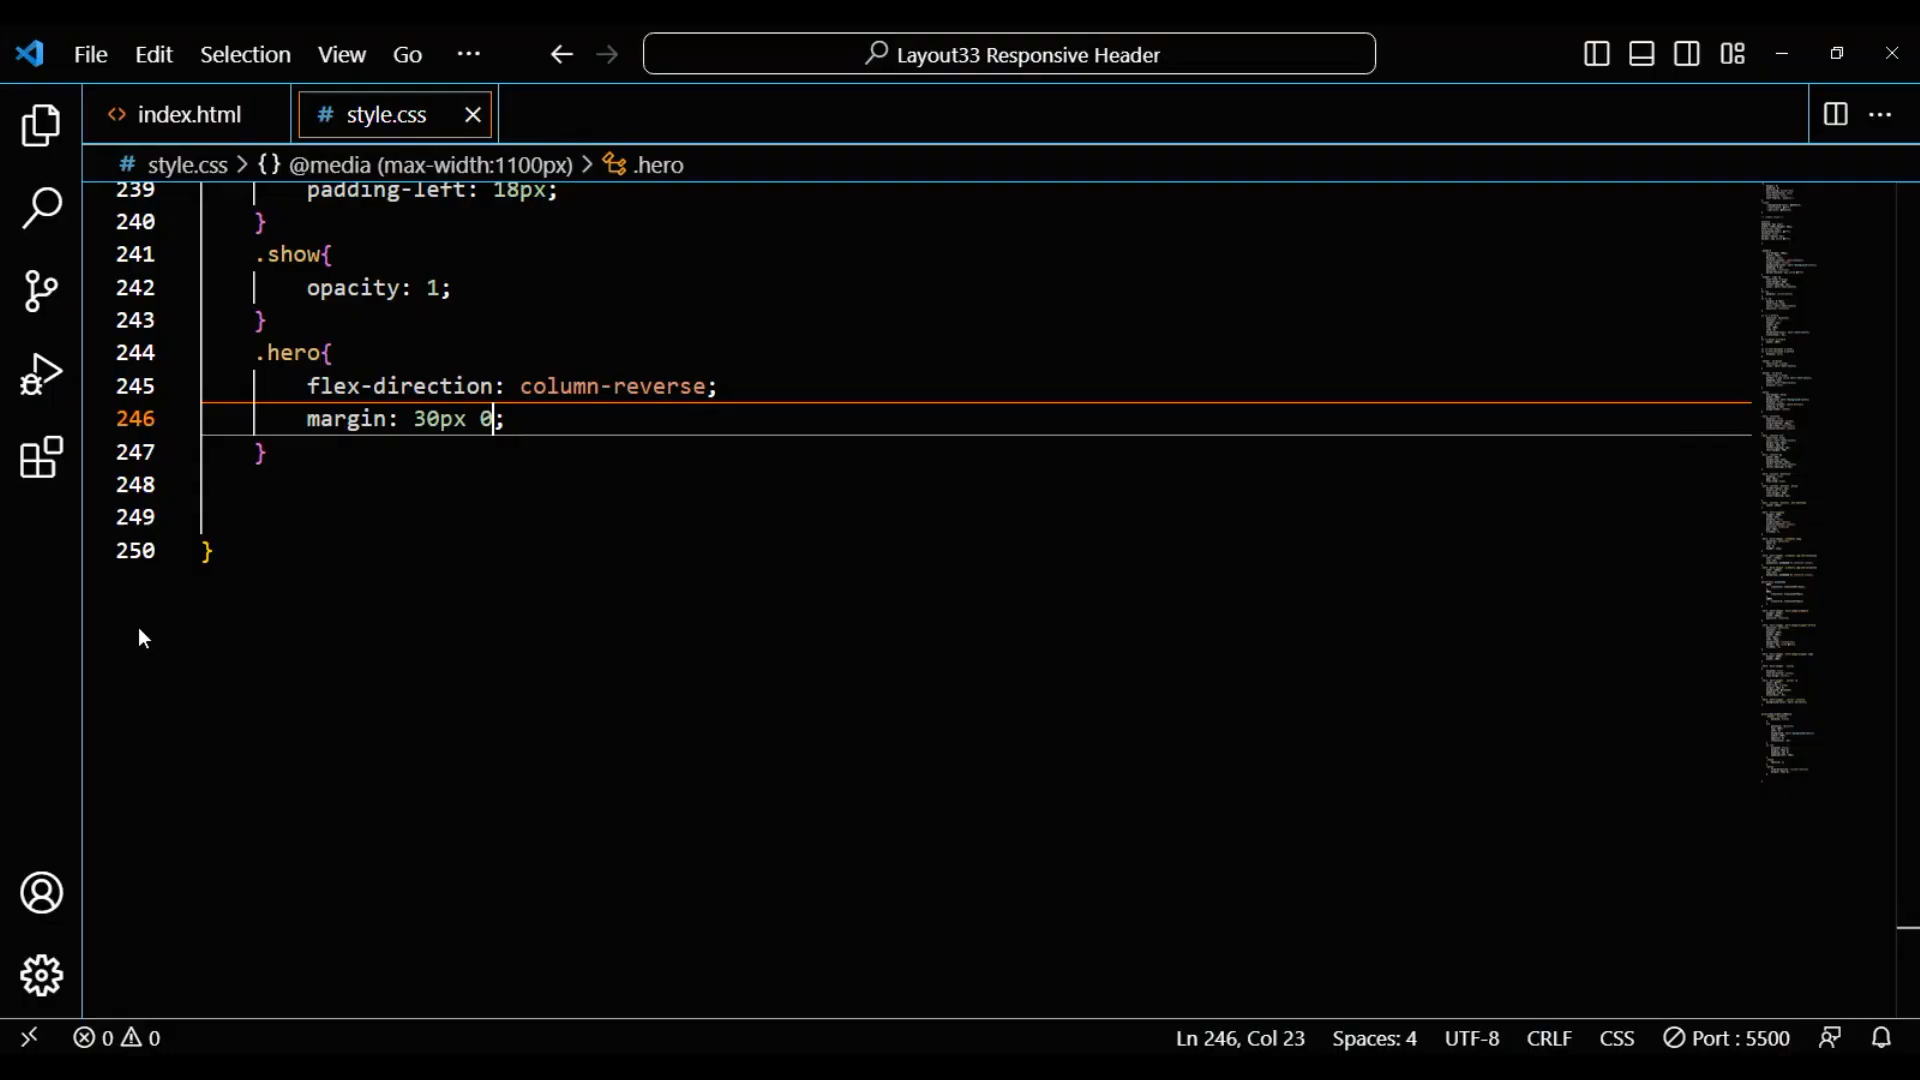 File Edit Selection View Go ··· Layout33 Responsive Header
index.html # style.css
# style.css > {} @media (max-width:1100px) > .hero
239 padding-left: 18px;
240 }
241 .show{
242 opacity: 1;
243 }
244 .hero{
245 flex-direction: column-reverse;
246 margin: 30px 0;
247 }
248
249
250 }
0 0 Ln 246, Col 23 Spaces: 4 UTF-8 CRLF CSS Port : 5500